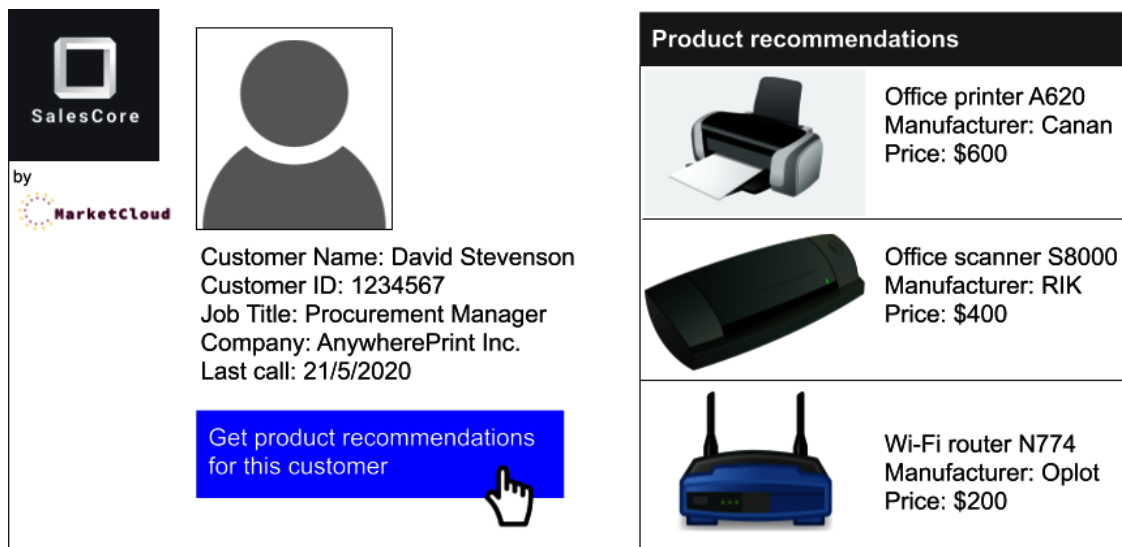 SalesCore
by
MarketCloud
Customer Name: David Stevenson
Customer ID: 1234567
Job Title: Procurement Manager
Company: AnywherePrint Inc.
Last call: 21/5/2020
Get product recommendations
for this customer
Product recommendations
Office printer A620
Manufacturer: Canan
Price: $600
Office scanner S8000
Manufacturer: RIK
Price: $400
Wi-Fi router N774
Manufacturer: Oplot
Price: $200